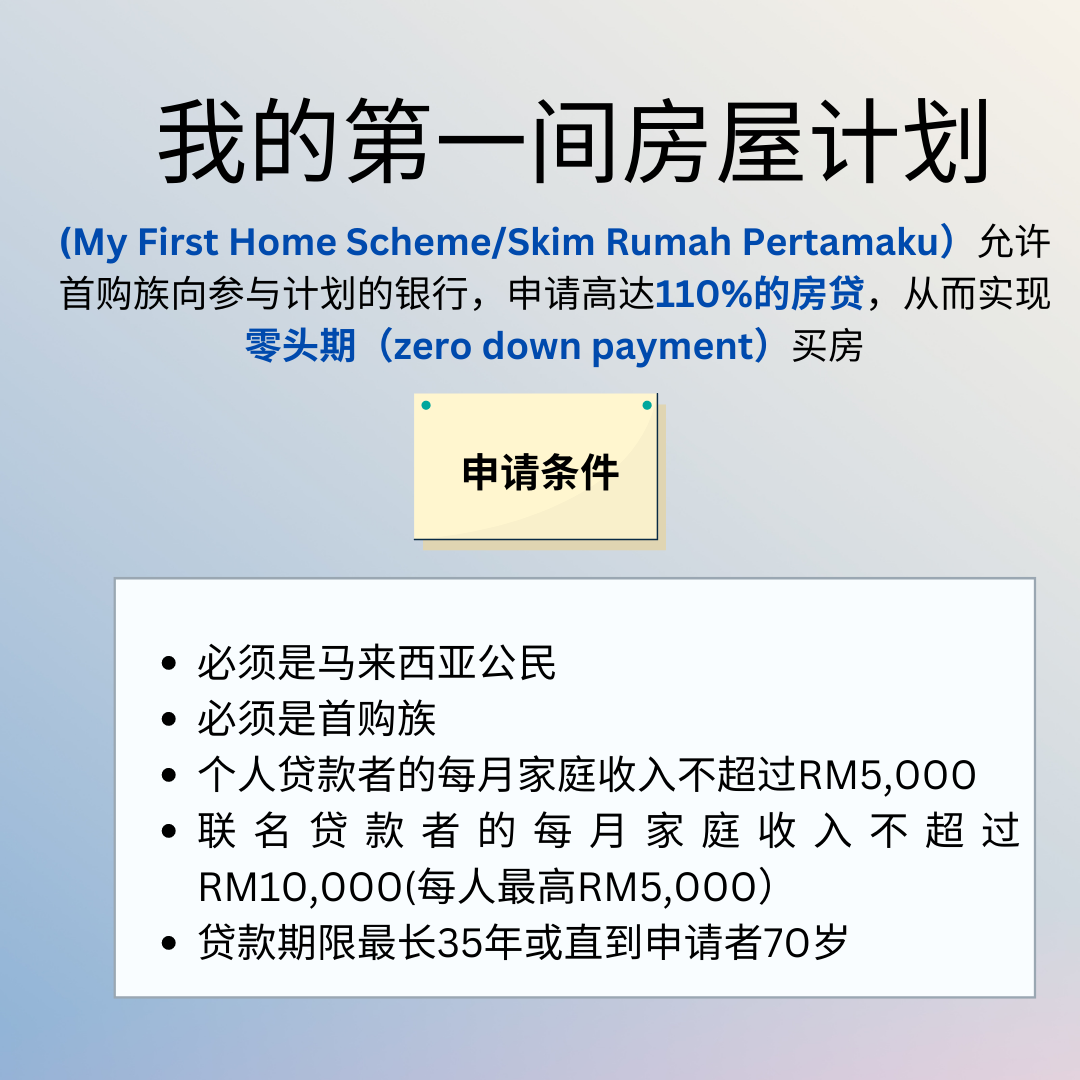 我的第一间房屋计划
(My First Home Scheme/Skim Rumah Pertamaku）允许
首购族向参与计划的银行，申请高达110%的房贷，从而实现
零头期（zero down payment）买房
申请条件
• 必须是马来西亚公民
• 必须是首购族
• 个人贷款者的每月家庭收入不超过RM5,000
• 联名贷款者的每月家庭收入不超过
RM10,000(每人最高RM5,000）
• 贷款期限最长35年或直到申请者70岁